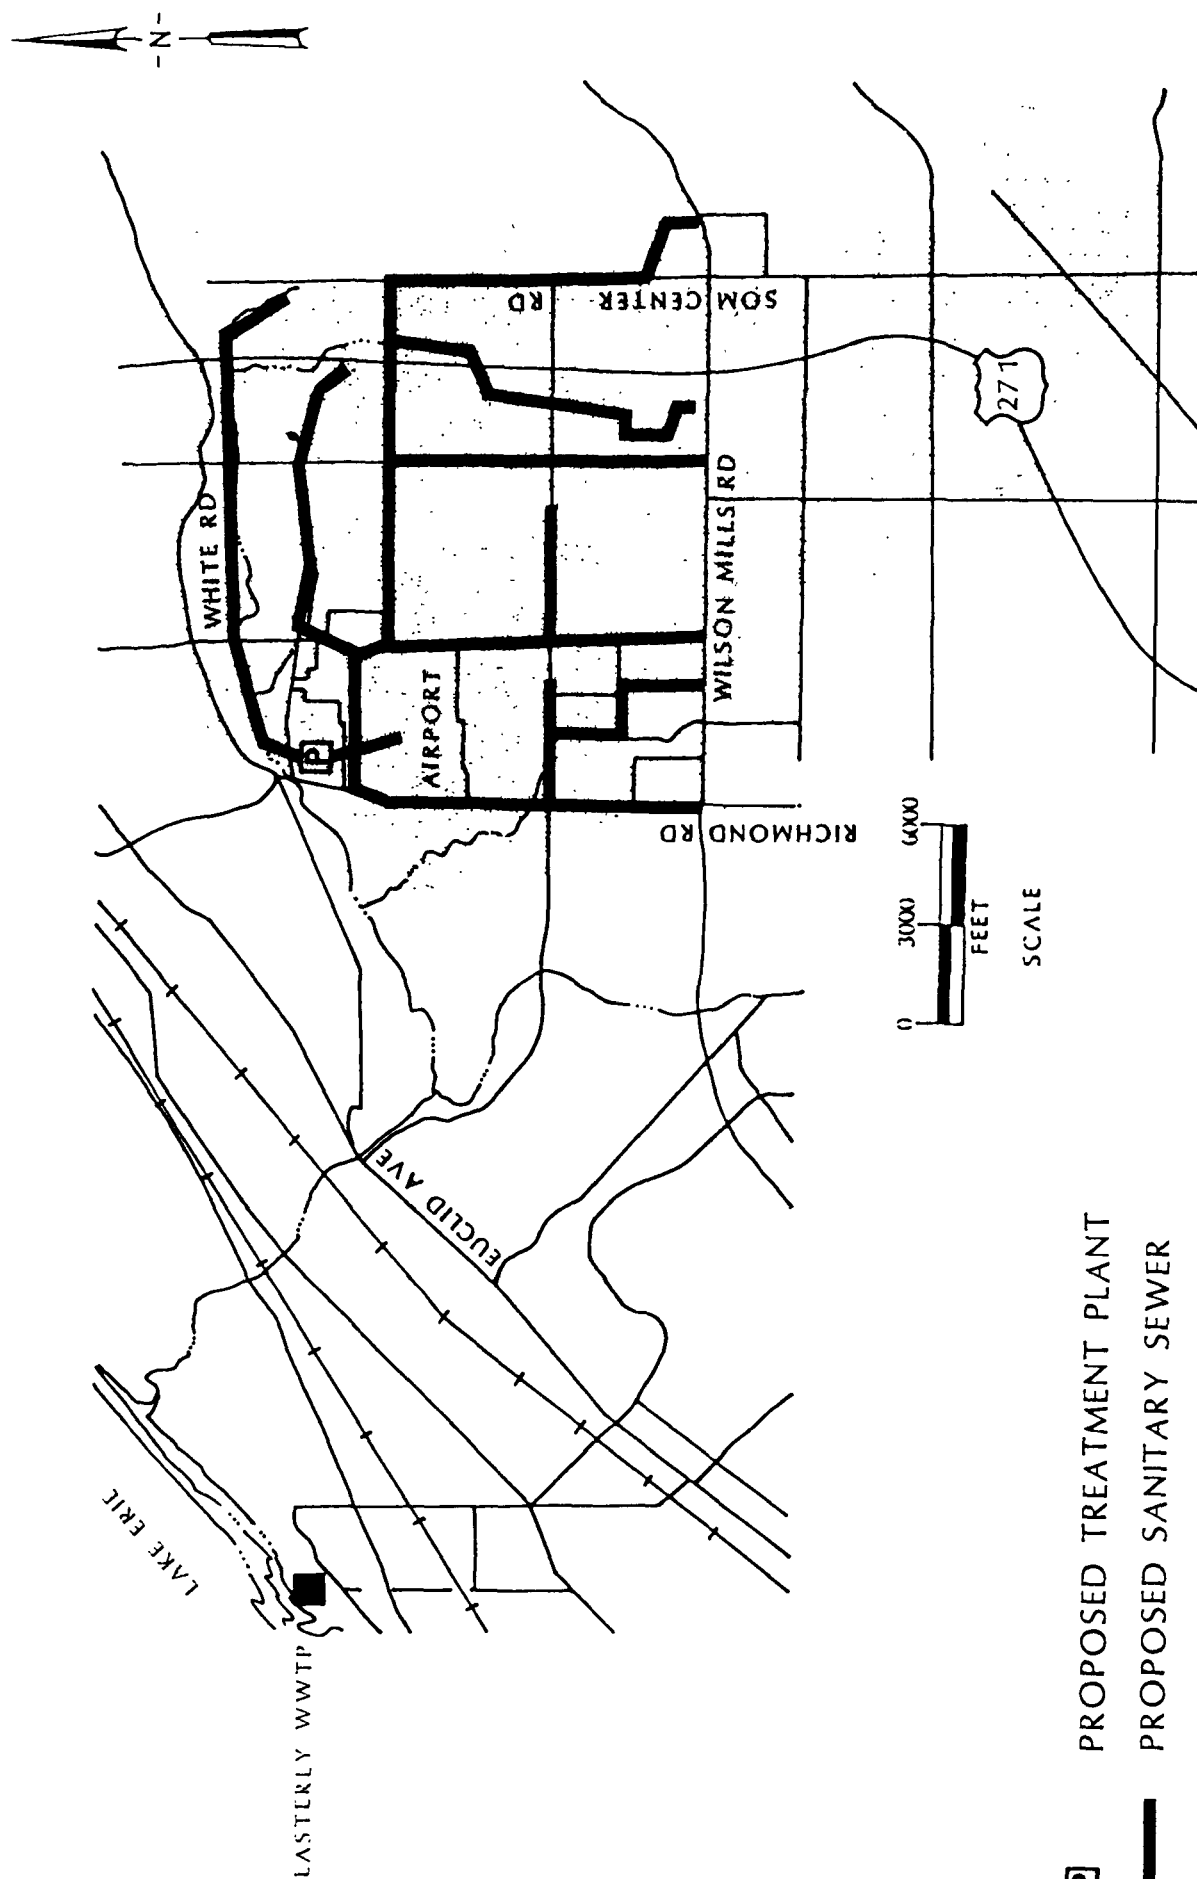 -N-
LAKE ERIE
EASTERLY WWTP
EUCLID AVE
WHITE RD
AIRPORT
P
SOM CENTER RD
WILSON MILLS RD
RICHMOND RD
271
0 3000 6000
FEET
SCALE
P PROPOSED TREATMENT PLANT
PROPOSED SANITARY SEWER